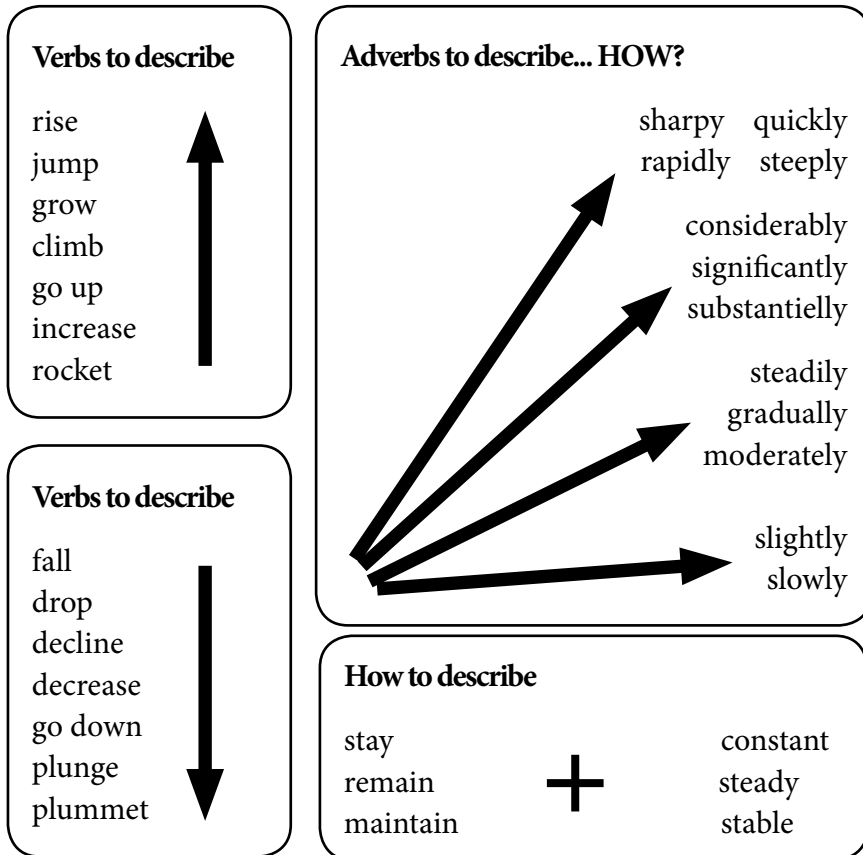 Verbs to describe
rise
jump
grow
climb
go up
increase
rocket
Adverbs to describe... HOW?
sharpy quickly
rapidly steeply
considerably
significantly
substantielly
steadily
gradually
moderately
slightly
slowly
Verbs to describe
fall
drop
decline
decrease
go down
plunge
plummet
How to describe
stay constant
remain + steady
maintain stable